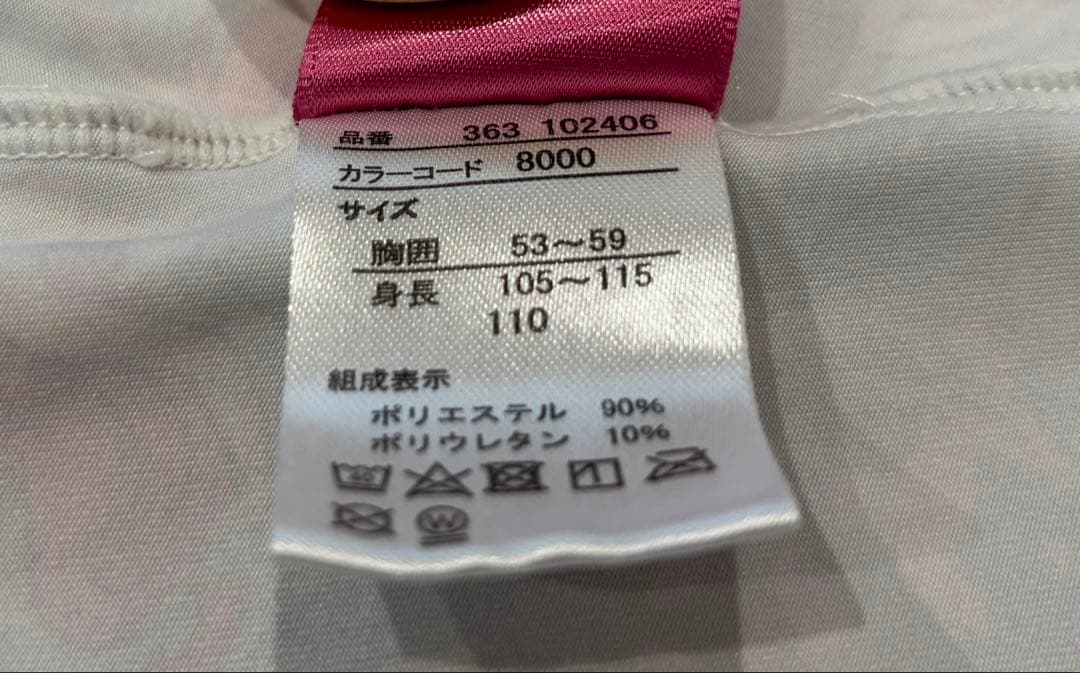 品番 363 102406
カラーコード 8000
サイズ
胸囲 53～59
身長 105～115
110
組成表示
ポリエステル 90%
ポリウレタン 10%
40
W